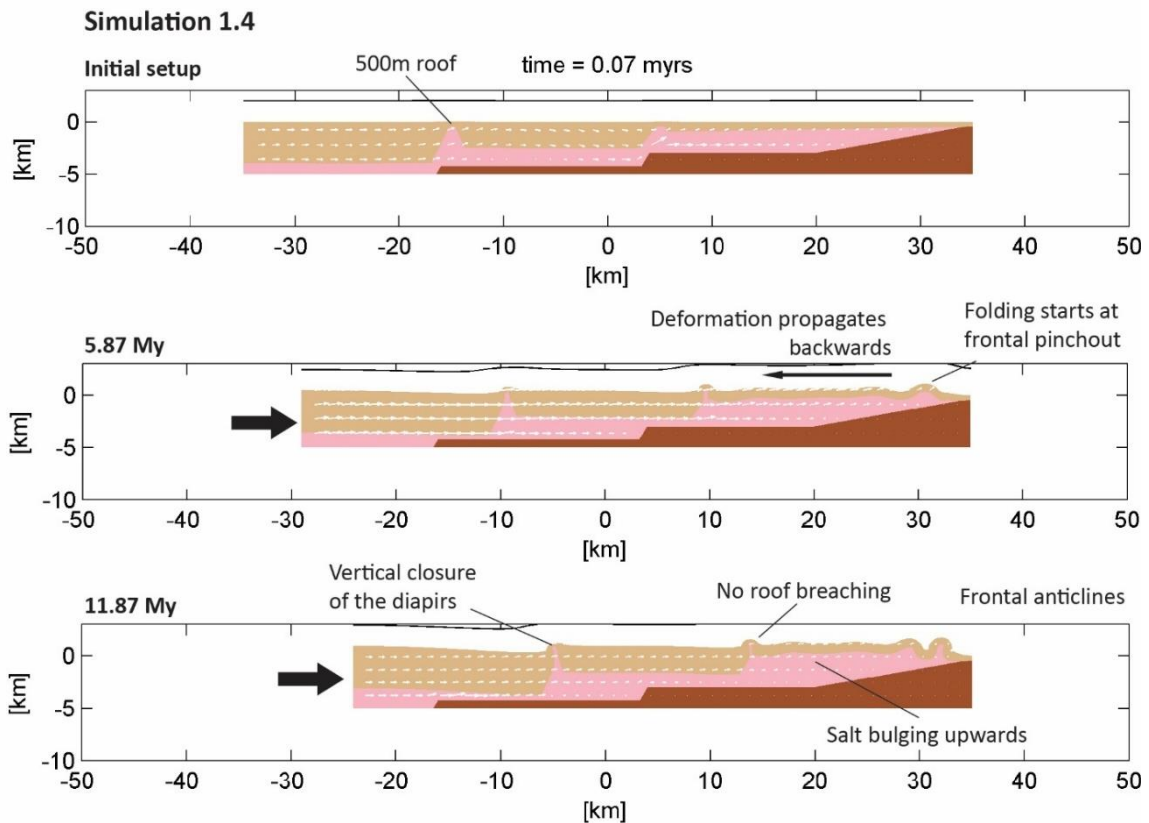 Simulation 1.4
Initial setup
500m roof
time = 0.07 myrs
[km]
0
-5
-10
-50 -40 -30 -20 -10 0 10 20 30 40 50
[km]
5.87 My
Deformation propagates
backwards
Folding starts at
frontal pinchout
[km]
0
-5
-10
-50 -40 -30 -20 -10 0 10 20 30 40 50
[km]
11.87 My
Vertical closure
of the diapirs
No roof breaching
Frontal anticlines
Salt bulging upwards
[km]
0
-5
-10
-50 -40 -30 -20 -10 0 10 20 30 40 50
[km]